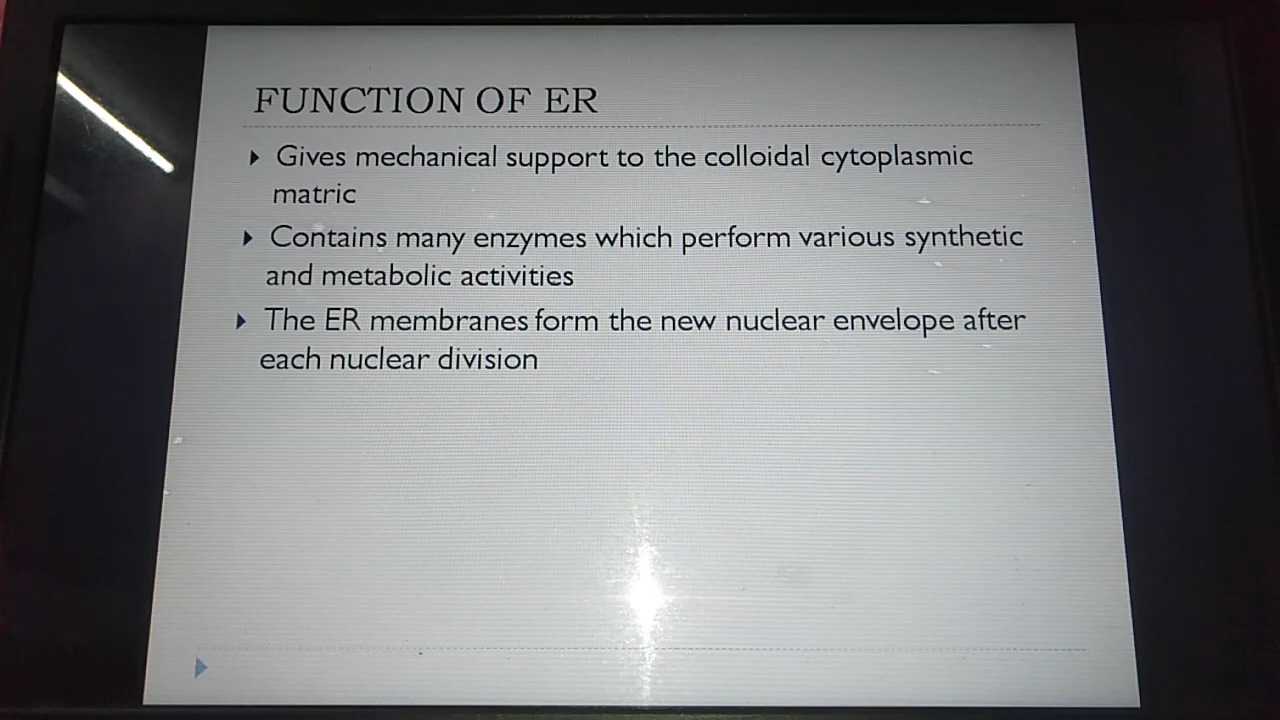 FUNCTION OF ER
Gives mechanical support to the colloidal cytoplasmic
matric
Contains many enzymes which perform various synthetic
and metabolic activities
The ER membranes form the new nuclear envelope after
each nuclear division